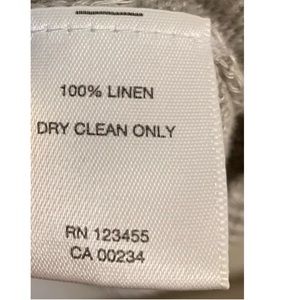 100% LINEN
DRY CLEAN ONLY
RN 123455
CA 00234